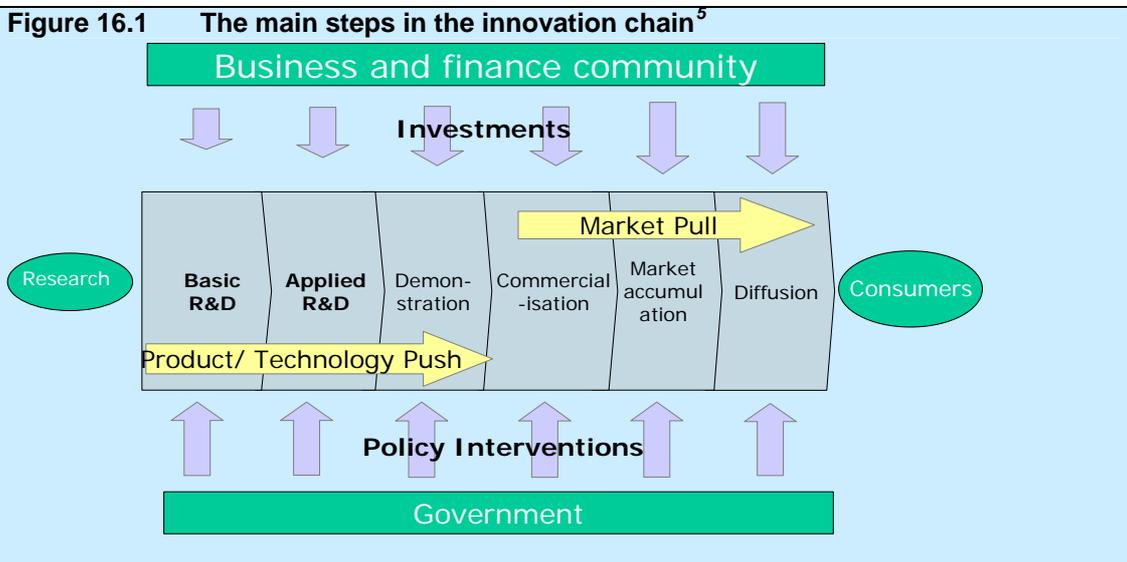 Figure 16.1 The main steps in the innovation chain5
Business and finance community
Investments
Market Pull
Research
Basic
R&D
Applied
R&D
Demon-
stration
Commercial
-isation
Market
accumul
ation
Diffusion
Consumers
Product/ Technology Push
Policy Interventions
Government